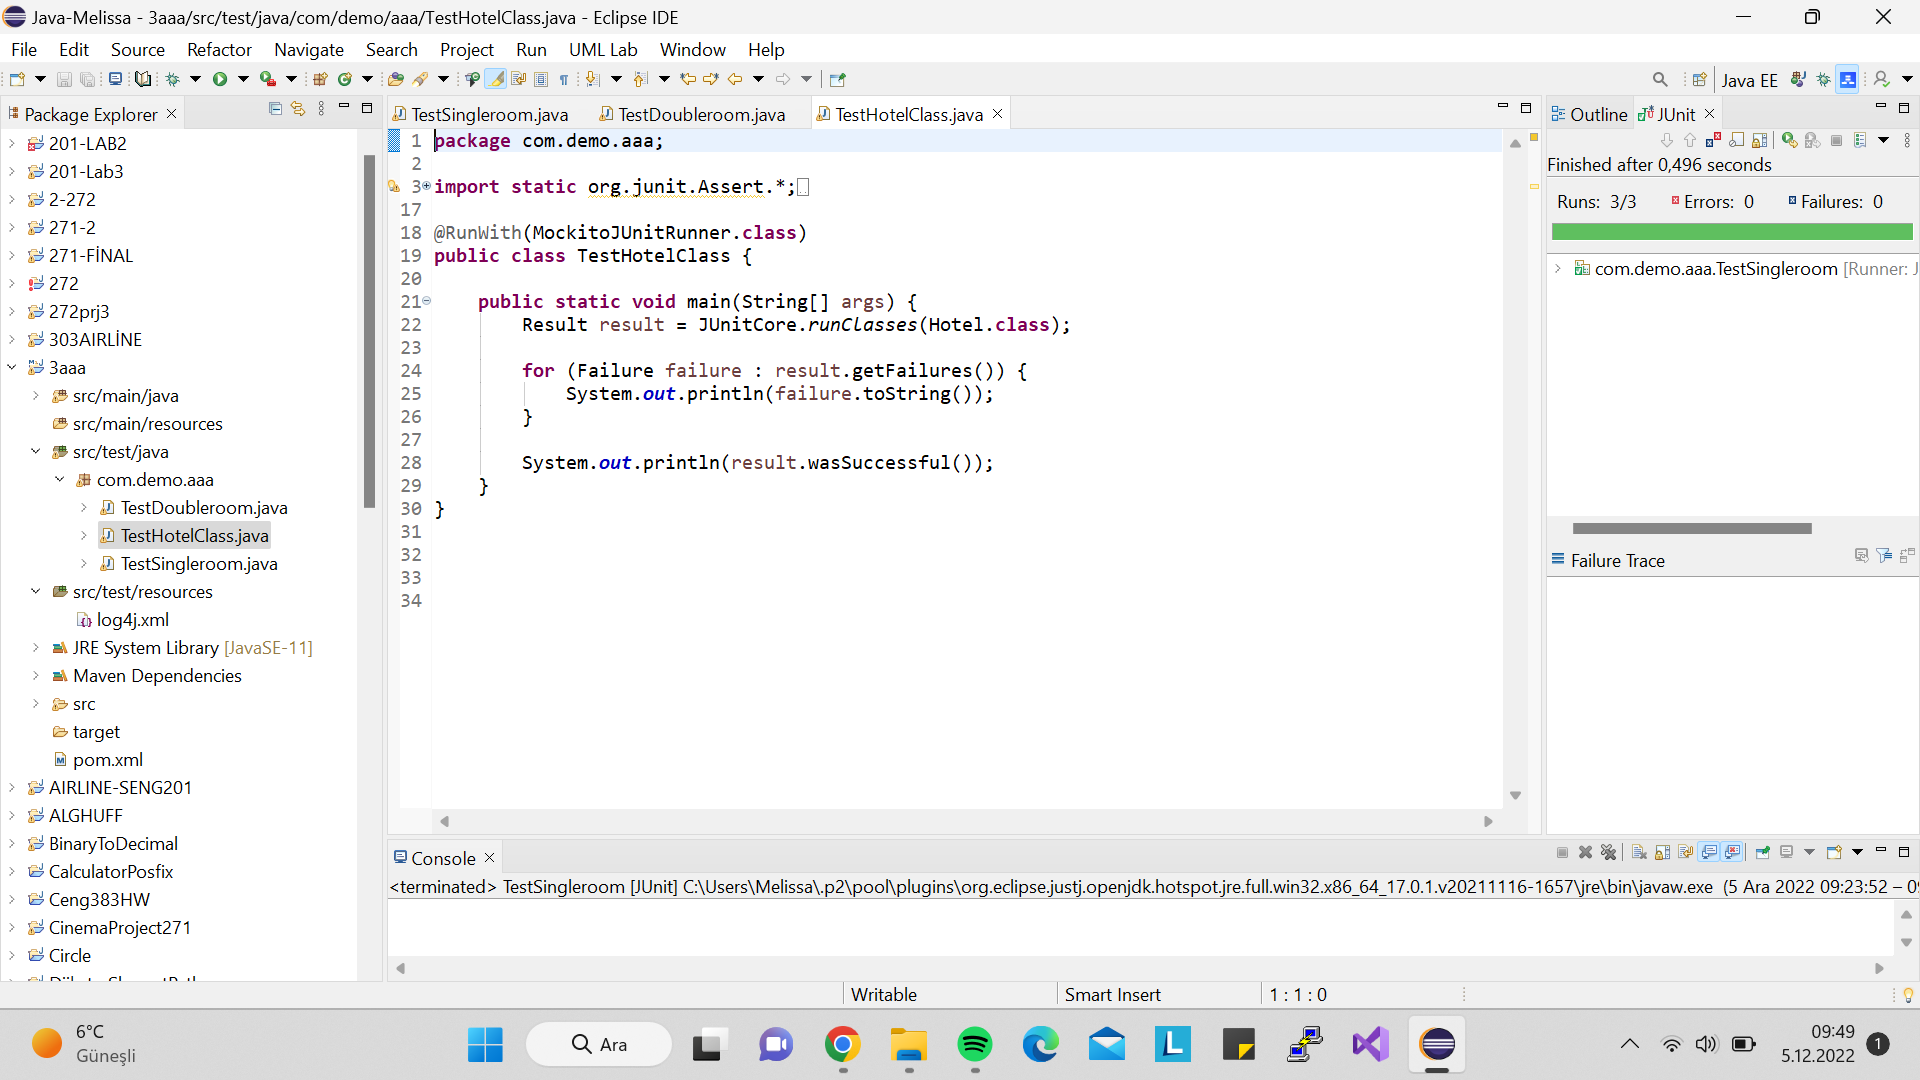 Java-Melissa - 3aaa/src/test/java/com/demo/aaa/TestHotelClass.java - Eclipse IDE
File Edit Source Refactor Navigate Search Project Run UML Lab Window Help
Java EE
Package Explorer
201-LAB2
201-Lab3
2-272
271-2
271-FİNAL
272
272prj3
303AIRLİNE
3aaa
src/main/java
src/main/resources
src/test/java
com.demo.aaa
TestDoubleroom.java
TestHotelClass.java
TestSingleroom.java
src/test/resources
log4j.xml
JRE System Library [JavaSE-11]
Maven Dependencies
src
target
pom.xml
AIRLINE-SENG201
ALGHUFF
BinaryToDecimal
CalculatorPosfix
Ceng383HW
CinemaProject271
Circle
TestSingleroom.java TestDoubleroom.java TestHotelClass.java
1 package com.demo.aaa;
2
3 import static org.junit.Assert.*;
17
18 @RunWith(MockitoJUnitRunner.class)
19 public class TestHotelClass {
20
21 public static void main(String[] args) {
22 Result result = JUnitCore.runClasses(Hotel.class);
23
24 for (Failure failure : result.getFailures()) {
25 System.out.println(failure.toString());
26 }
27
28 System.out.println(result.wasSuccessful());
29 }
30 }
31
32
33
34
Outline JUnit
Finished after 0,496 seconds
Runs: 3/3 Errors: 0 Failures: 0
com.demo.aaa.TestSingleroom [Runner: J
Failure Trace
Console
<terminated> TestSingleroom [JUnit] C:\Users\Melissa\.p2\pool\plugins\org.eclipse.justj.openjdk.hotspot.jre.full.win32.x86_64_17.0.1.v20211116-1657\jre\bin\javaw.exe (5 Ara 2022 09:23:52 – 09
Writable Smart Insert 1 : 1 : 0
6°C
Güneşli
Ara
09:49
5.12.2022
1